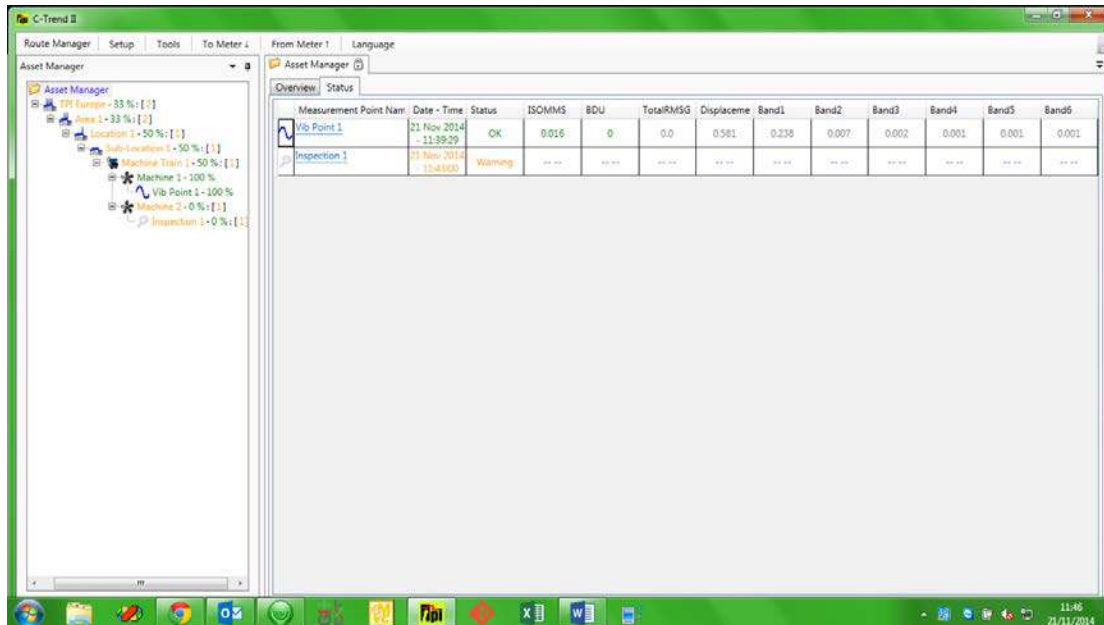 C-Trend II
Route Manager Setup Tools To Meter ↓ From Meter ↑ Language
Asset Manager
Asset Manager
Overview Status
Asset Manager
TPI Europe - 33 % : [2]
Area 1 - 33 % : [2]
Location 1 - 50 % : [1]
Sub-Location 1 - 50 % : [1]
Machine Train 1 - 50 % : [1]
Machine 1 - 100 %
Vib Point 1 - 100 %
Machine 2 - 0 % : [1]
Inspection 1 - 0 % : [1]
Measurement Point Nam Date - Time Status ISOMMS BDU TotalRMSG Displaceme Band1 Band2 Band3 Band4 Band5 Band6
Vib Point 1 21 Nov 2014 - 11:39:29 OK 0.016 0 0.0 0.581 0.238 0.007 0.002 0.001 0.001 0.001
Inspection 1 21 Nov 2014 Warning -- -- -- -- -- -- -- -- -- -- -- -- -- -- -- -- -- -- -- --
11:46
21/11/2014